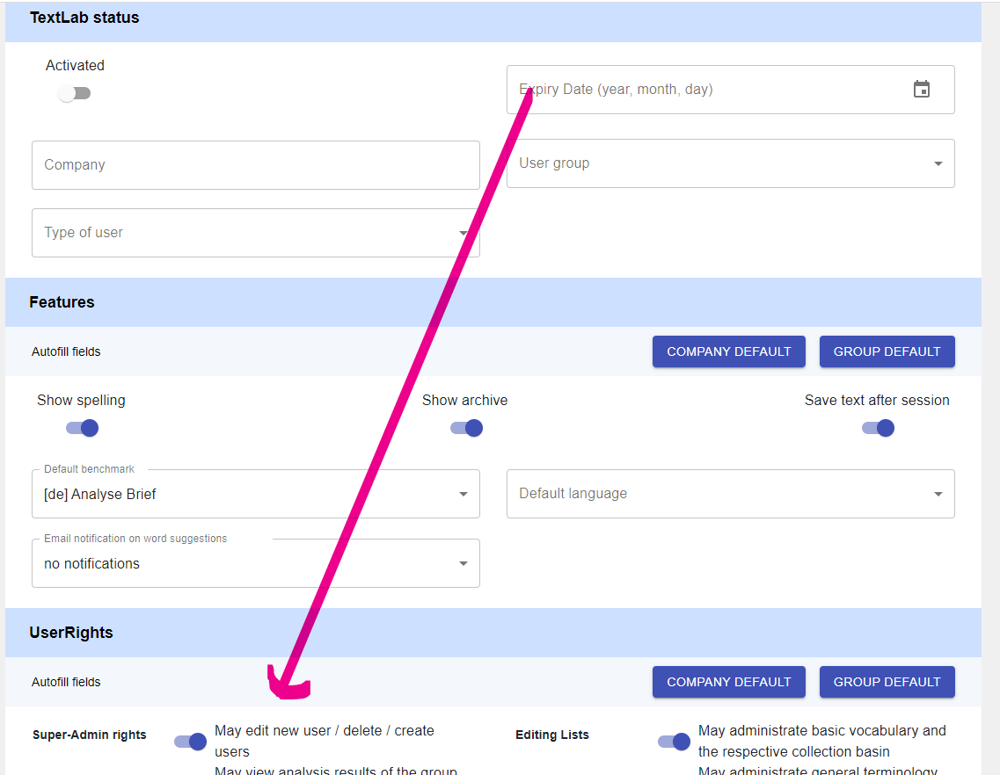 TextLab status
Activated
Expiry Date (year, month, day)
Company
User group
Type of user
Features
Autofill fields
COMPANY DEFAULT
GROUP DEFAULT
Show spelling
Show archive
Save text after session
Default benchmark
[de] Analyse Brief
Default language
Email notification on word suggestions
no notifications
UserRights
Autofill fields
COMPANY DEFAULT
GROUP DEFAULT
Super-Admin rights
May edit new user / delete / create
users
May view analysis results of the group
Editing Lists
May administrate basic vocabulary and
the respective collection basin
May administrate general terminology